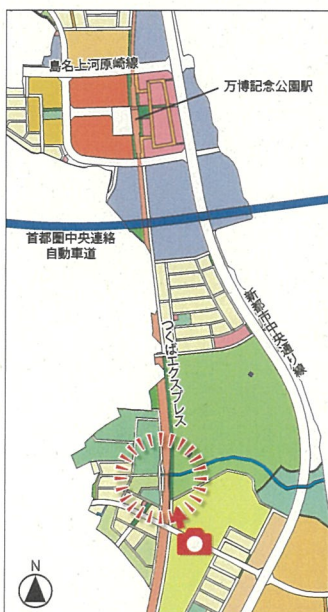 島名上河原崎線
万博記念公園駅
首都圏中央連絡
自動車道
新都市中央通り線
つくばエクスプレス
N